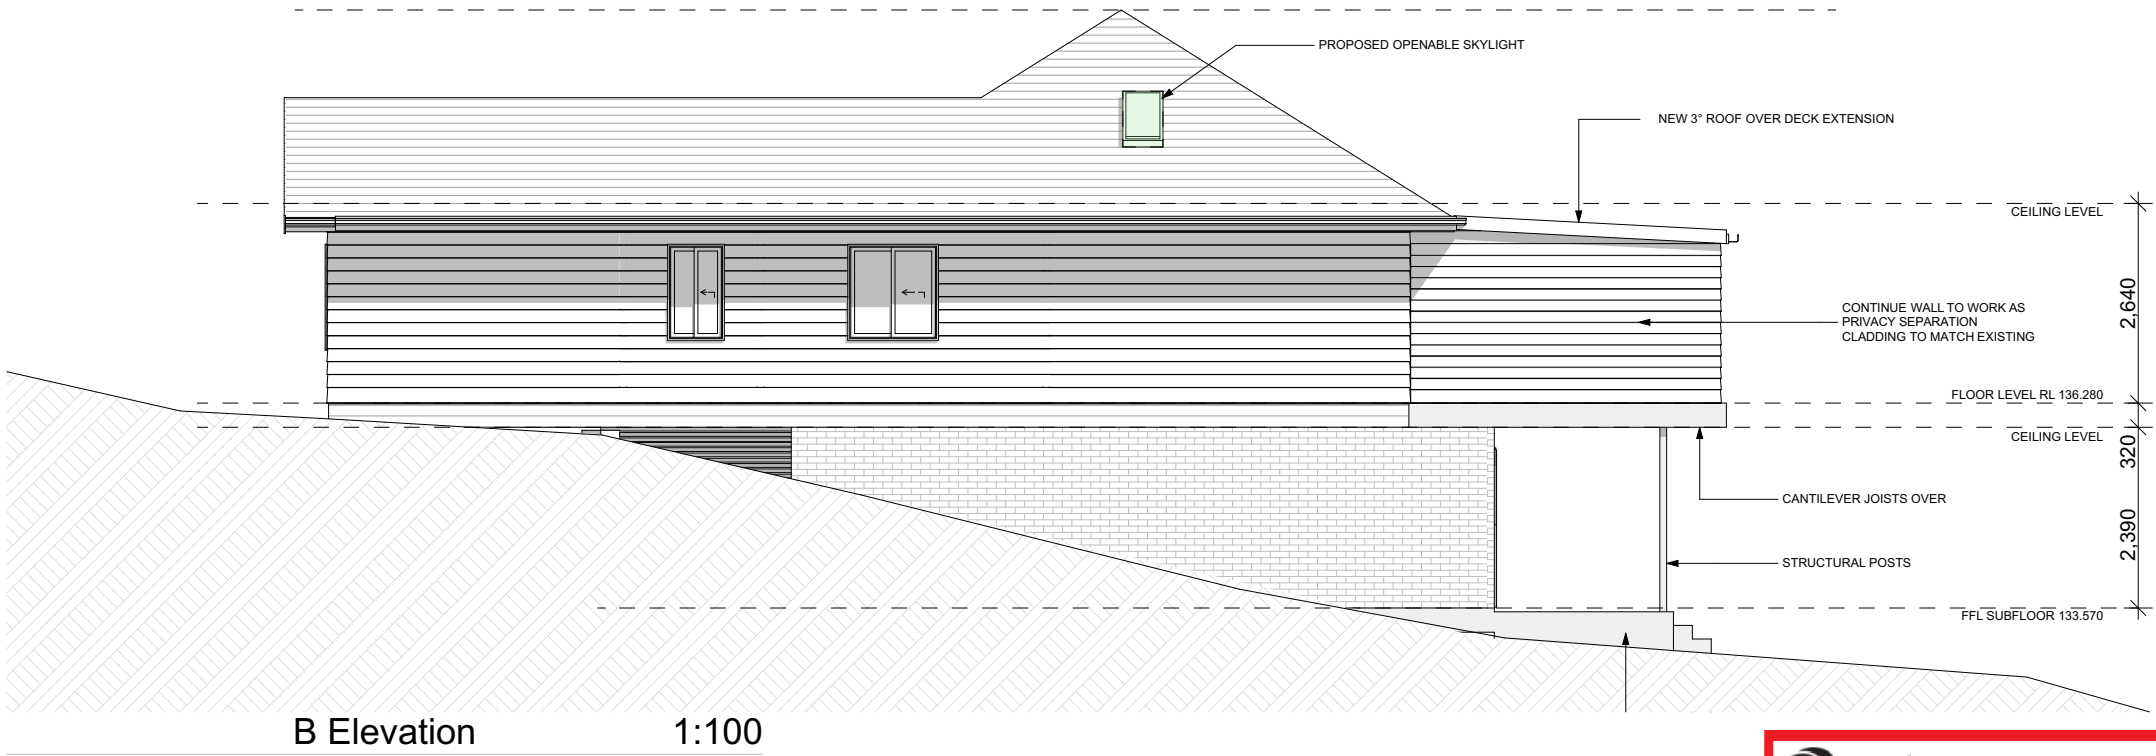 PROPOSED OPENABLE SKYLIGHT
NEW 3° ROOF OVER DECK EXTENSION
CEILING LEVEL
2,640
CONTINUE WALL TO WORK AS
PRIVACY SEPARATION
CLADDING TO MATCH EXISTING
FLOOR LEVEL RL 136.280
CEILING LEVEL
320
CANTILEVER JOISTS OVER
2,390
STRUCTURAL POSTS
FFL SUBFLOOR 133.570
B Elevation 1:100